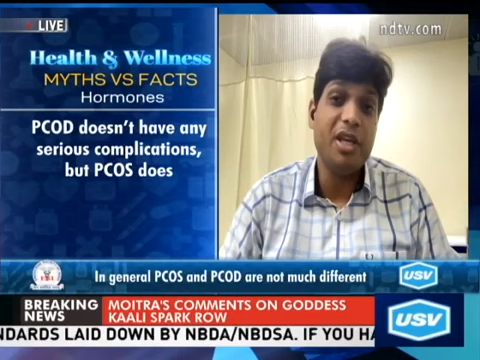 LIVE
ndtv.com
Health & Wellness
MYTHS VS FACTS
Hormones
PCOD doesn't have any
serious complications,
but PCOS does
In general PCOS and PCOD are not much different
USV
BREAKING
NEWS
MOITRA'S COMMENTS ON GODDESS
KAALI SPARK ROW
NDARDS LAID DOWN BY NBDA/NBDSA. IF YOU HA
USV